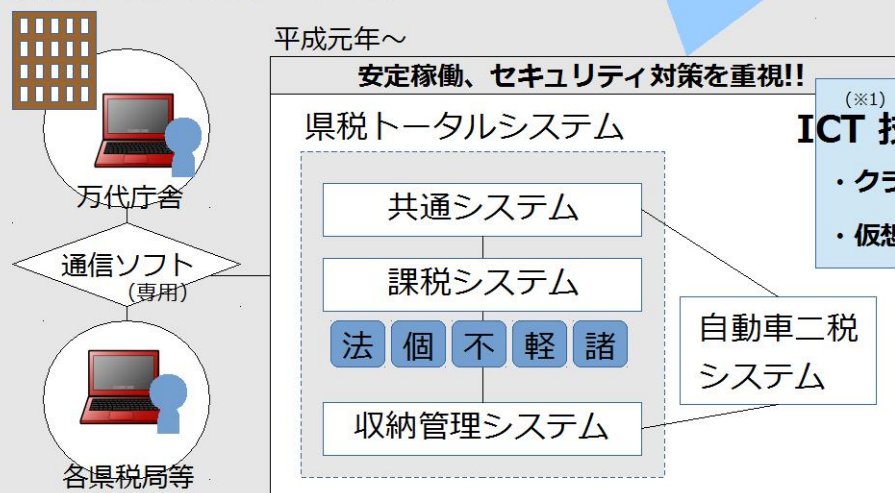 平成元年～
安定稼働、セキュリティ対策を重視!!
県税トータルシステム
(※1)
ICT
・クラ
・仮想
万代庁舎
共通システム
通信ソフト
(専用)
課税システム
法 個 不 軽 諸
自動車二税
システム
収納管理システム
各県税局等